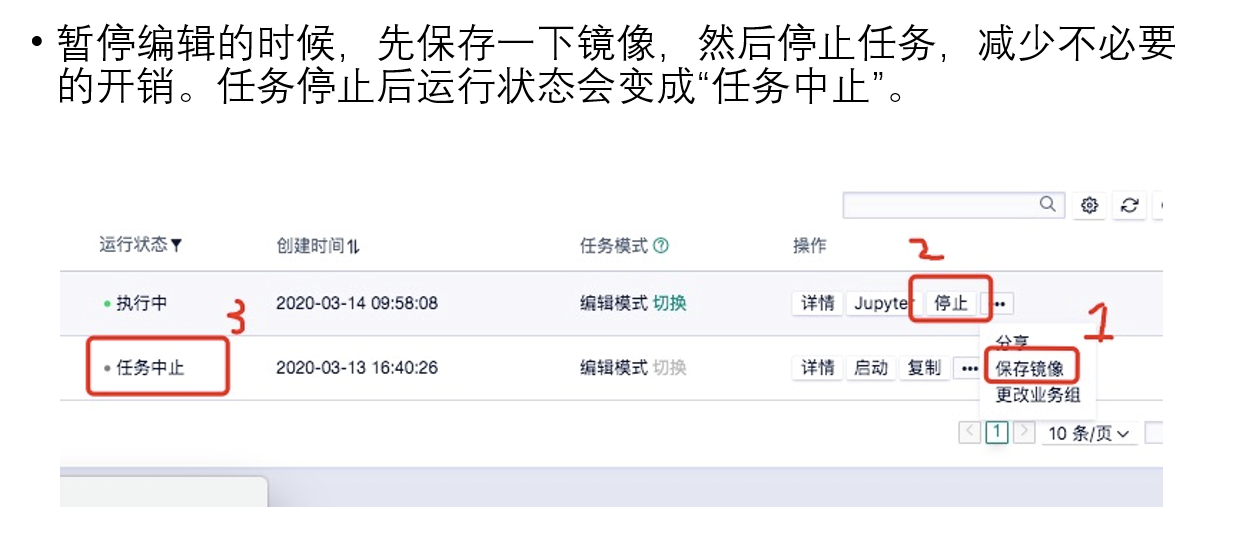 • 暂停编辑的时候，先保存一下镜像，然后停止任务，减少不必要
的开销。任务停止后运行状态会变成“任务中止”。
运行状态 创建时间 任务模式 操作
2
执行中 2020-03-14 09:58:08 编辑模式 切换 详情 Jupyter 停止 •••
3
1
分享
任务中止 2020-03-13 16:40:26 编辑模式 切换 详情 启动 复制 •••
保存镜像
更改业务组
< 1 > 10 条/页